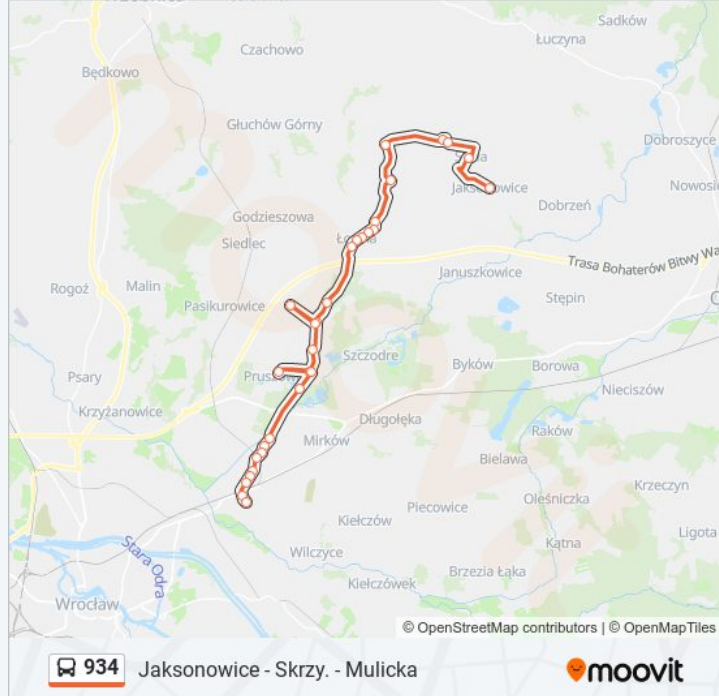 Sadków
Łuczyna
Czachowo
Będkowo
Głuchów Górny
Dobroszyce
Jaksonowice
Nowosie
Dobrzeń
Godzieszowa
Siedlec
Januszkowice
Trasa Bohaterów Bitwy Wa
Rogoź
Malin
Pasikurowice
Stępin
Szczodre
Psary
Byków
Borowa
Nieciszów
Krzyżanowice
Długołęka
Mirków
Raków
Bielawa
Krzeczyn
Oleśniczka
Piecowice
Kiełczów
Ligota
Kątna
Stara Odra
Wilczyce
Brzezia Łąka
Kiełczówek
Wrocław
© OpenStreetMap contributors | © OpenMapTiles
934 Jaksonowice - Skrzy. - Mulicka
moovit